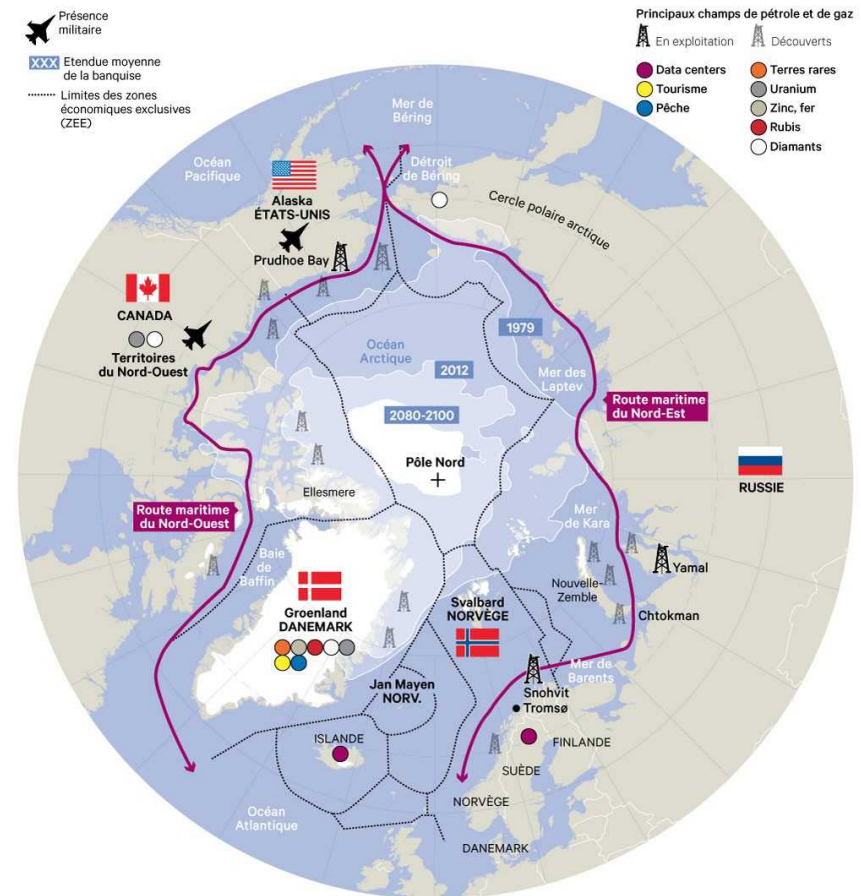 Présence
militaire
XXX Etendue moyenne
de la banquise
Limites des zones
économiques exclusives
(ZEE)
Principaux champs de pétrole et de gaz
En exploitation
Découverts
Data centers
Tourisme
Pêche
Terres rares
Uranium
Zinc, fer
Rubis
Diamants
Mer de
Béring
Océan
Pacifique
Détroit
de Béring
Alaska
ÉTATS-UNIS
Cercle polaire arctique
Prudhoe Bay
CANADA
Territoires
du Nord-Ouest
Océan
Arctique
1979
2012
2080-2100
Mer des
Laptev
Route maritime
du Nord-Est
Pôle Nord
RUSSIE
Ellesmere
Route maritime
du Nord-Ouest
Mer
de Kara
Baie
de
Baffin
Yamal
Nouvelle-
Zemble
Groenland
DANEMARK
Svalbard
NORVÈGE
Chtokman
Mer de
Barents
Jan Mayen
NORV.
Snohvit
Tromsø
ISLANDE
FINLANDE
SUÈDE
NORVÈGE
Océan
Atlantique
DANEMARK